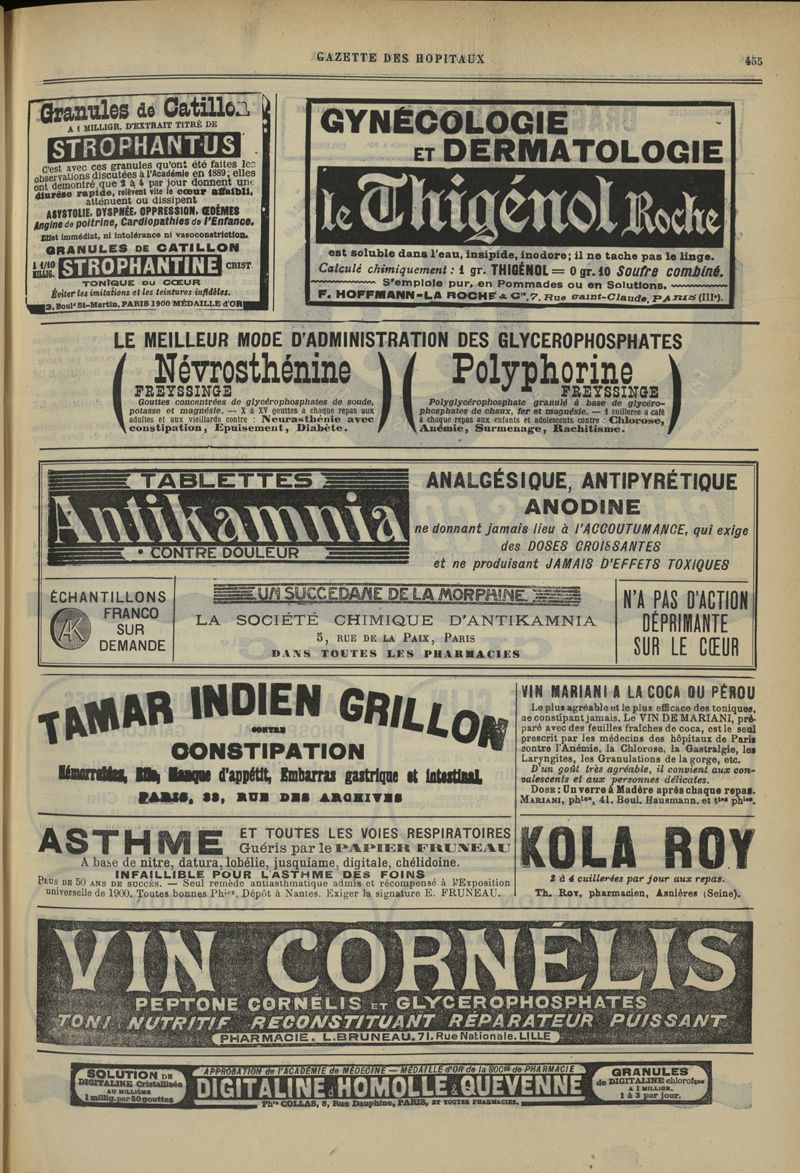 GAZETTE DES HOPITAUX
455
Granules de Catillon
A 1 MILLIGR. D'EXTRAIT TITRÉ DE
STROPHANTUS
C'est avec ces granules qu'ont été faites les
observations discutées à l'Académie en 1889; elles
ont démontré que 2 à 4 par jour donnent une
diurèse rapide, relèvent vite le cœur affaibli,
atténuent ou dissipent
ASYSTOLIE, DYSPNÉE, OPPRESSION, ŒDÈMES
Angine de poitrine, Cardiopathies de l'Enfance.
Effet immédiat, ni intolérance ni vasoconstriction.
GRANULES DE CATILLON
A 1/10 MILLIG. STROPHANTINE CRIST.
TONIQUE DU CŒUR
Éviter les imitations et les teintures infidèles.
3, Boulᵗ St-Martin, PARIS 1900 MÉDAILLE d'OR
GYNÉCOLOGIE
ET DERMATOLOGIE
le Thigénol Roche
est soluble dans l'eau, insipide, inodore; il ne tache pas le linge.
Calculé chimiquement : 1 gr. THIGÉNOL = 0 gr. 10 Soufre combiné.
S'emploie pur, en Pommades ou en Solutions.
F. HOFFMANN-LA ROCHE & Cⁱᵉ, 7, Rue Saint-Claude, PARIS (IIIᵉ).
LE MEILLEUR MODE D'ADMINISTRATION DES GLYCEROPHOSPHATES
Névrosthénine
FREYSSINGE
Gouttes concentrées de glycérophosphates de soude,
potasse et magnésie. — X à XV gouttes à chaque repas aux
adultes et aux vieillards contre : Neurasthénie avec
constipation, Epuisement, Diabète.
Polyphorine
FREYSSINGE
Polyglycérophosphate granulé à base de glycéro-
phosphates de chaux, fer et magnésie. — 1 cuillerée à café
à chaque repas aux enfants et adolescents contre : Chlorose,
Anémie, Surmenage, Rachitisme.
TABLETTES
Antikamnia
CONTRE DOULEUR
ANALGÉSIQUE, ANTIPYRÉTIQUE
ANODINE
ne donnant jamais lieu à l'ACCOUTUMANCE, qui exige
des DOSES CROISSANTES
et ne produisant JAMAIS D'EFFETS TOXIQUES
ÉCHANTILLONS
AK
FRANCO
SUR
DEMANDE
UN SUCCEDANE DE LA MORPHINE.
LA SOCIÉTÉ CHIMIQUE D'ANTIKAMNIA
5, RUE DE LA PAIX, PARIS
DANS TOUTES LES PHARMACIES
N'A PAS D'ACTION
DÉPRIMANTE
SUR LE CŒUR
TAMAR INDIEN GRILLON
CONTRE
CONSTIPATION
Hémorroïdes, Bile, Manque d'appétit, Embarras gastrique et intestinal.
PARIS, 33, RUE DES ARCHIVES
VIN MARIANI A LA COCA DU PÉROU
Le plus agréable et le plus efficace des toniques,
ne constipant jamais. Le VIN DE MARIANI, pré-
paré avec des feuilles fraîches de coca, est le seul
prescrit par les médecins des hôpitaux de Paris
contre l'Anémie, la Chlorose, la Gastralgie, les
Laryngites, les Granulations de la gorge, etc.
D'un goût très agréable, il convient aux con-
valescents et aux personnes délicates.
DOSE : Un verre à Madère après chaque repas.
MARIANI, phⁱᵉⁿ, 41, Boul. Hausmann, et tᵗᵉˢ phⁱᵉˢ.
ASTHME
ET TOUTES LES VOIES RESPIRATOIRES
Guéris par le PAPIER FRUNEAU
A base de nitre, datura, lobélie, jusquiame, digitale, chélidoine.
INFAILLIBLE POUR L'ASTHME DES FOINS
PLUS DE 50 ANS DE SUCCÈS. — Seul remède antiasthmatique admis et récompensé à l'Exposition
universelle de 1900. Toutes bonnes Phⁱᵉˢ. Dépôt à Nantes. Exiger la signature E. FRUNEAU.
KOLA ROY
2 à 4 cuillerées par jour aux repas.
Th. ROY, pharmacien, Asnières (Seine).
VIN CORNÉLIS
PEPTONE CORNÉLIS ET GLYCEROPHOSPHATES
TONI NUTRITIF RECONSTITUANT RÉPARATEUR PUISSANT
PHARMACIE. L. BRUNEAU. 71. Rue Nationale. LILLE
SOLUTION DE
DIGITALINE Cristallisée
AU MILLIÈME
1 millig. par 50 gouttes
APPROBATION de l'ACADÉMIE de MÉDECINE — MÉDAILLE d'OR de la SOCᵗᵉ de PHARMACIE
DIGITALINE d'HOMOLLE & QUEVENNE
Phⁱᵉ COLLAS, 8, Rue Dauphine, PARIS, ET TOUTES PHARMACIES.
GRANULES
de DIGITALINE chlorofque
A 1 MILLIGR.
1 à 3 par jour.